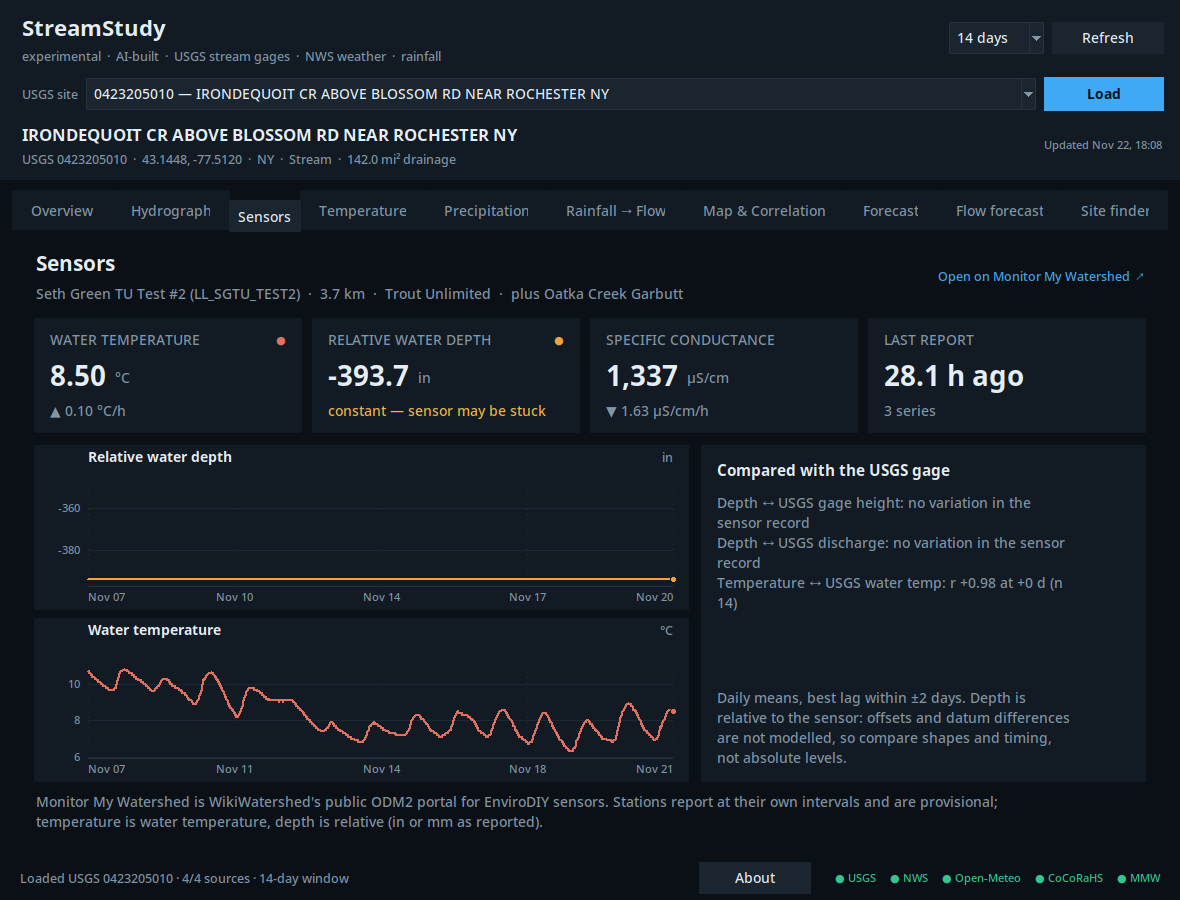 StreamStudy
experimental · AI-built · USGS stream gages · NWS weather · rainfall
14 days
Refresh
USGS site
0423205010 — IRONDEQUOIT CR ABOVE BLOSSOM RD NEAR ROCHESTER NY
Load
IRONDEQUOIT CR ABOVE BLOSSOM RD NEAR ROCHESTER NY
USGS 0423205010 · 43.1448, -77.5120 · NY · Stream · 142.0 mi² drainage
Updated Nov 22, 18:08
Overview
Hydrograph
Sensors
Temperature
Precipitation
Rainfall → Flow
Map & Correlation
Forecast
Flow forecast
Site finder
Sensors
Open on Monitor My Watershed ↗
Seth Green TU Test #2 (LL_SGTU_TEST2) · 3.7 km · Trout Unlimited · plus Oatka Creek Garbutt
WATER TEMPERATURE
8.50 °C
▲ 0.10 °C/h
RELATIVE WATER DEPTH
-393.7 in
constant — sensor may be stuck
SPECIFIC CONDUCTANCE
1,337 µS/cm
▼ 1.63 µS/cm/h
LAST REPORT
28.1 h ago
3 series
Relative water depth
in
-360
-380
Nov 07
Nov 10
Nov 14
Nov 17
Nov 20
Water temperature
°C
10
8
6
Nov 07
Nov 11
Nov 14
Nov 18
Nov 21
Compared with the USGS gage
Depth ↔ USGS gage height: no variation in the
sensor record
Depth ↔ USGS discharge: no variation in the sensor
record
Temperature ↔ USGS water temp: r +0.98 at +0 d (n
14)
Daily means, best lag within ±2 days. Depth is
relative to the sensor: offsets and datum differences
are not modelled, so compare shapes and timing,
not absolute levels.
Monitor My Watershed is WikiWatershed's public ODM2 portal for EnviroDIY sensors. Stations report at their own intervals and are provisional;
temperature is water temperature, depth is relative (in or mm as reported).
Loaded USGS 0423205010 · 4/4 sources · 14-day window
About
USGS
NWS
Open-Meteo
CoCoRaHS
MMW